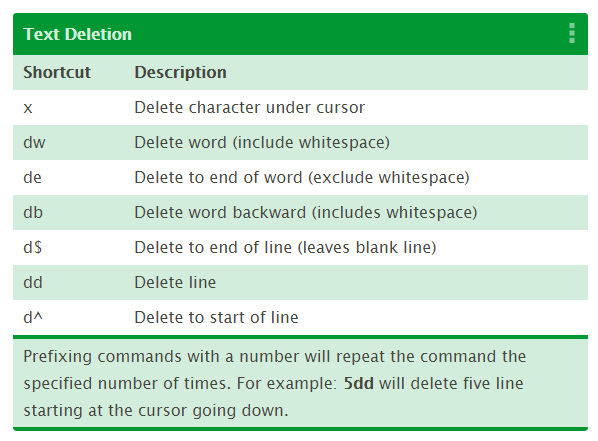 Text Deletion
Shortcut Description
x Delete character under cursor
dw Delete word (include whitespace)
de Delete to end of word (exclude whitespace)
db Delete word backward (includes whitespace)
d$ Delete to end of line (leaves blank line)
dd Delete line
d^ Delete to start of line
Prefixing commands with a number will repeat the command the
specified number of times. For example: 5dd will delete five line
starting at the cursor going down.